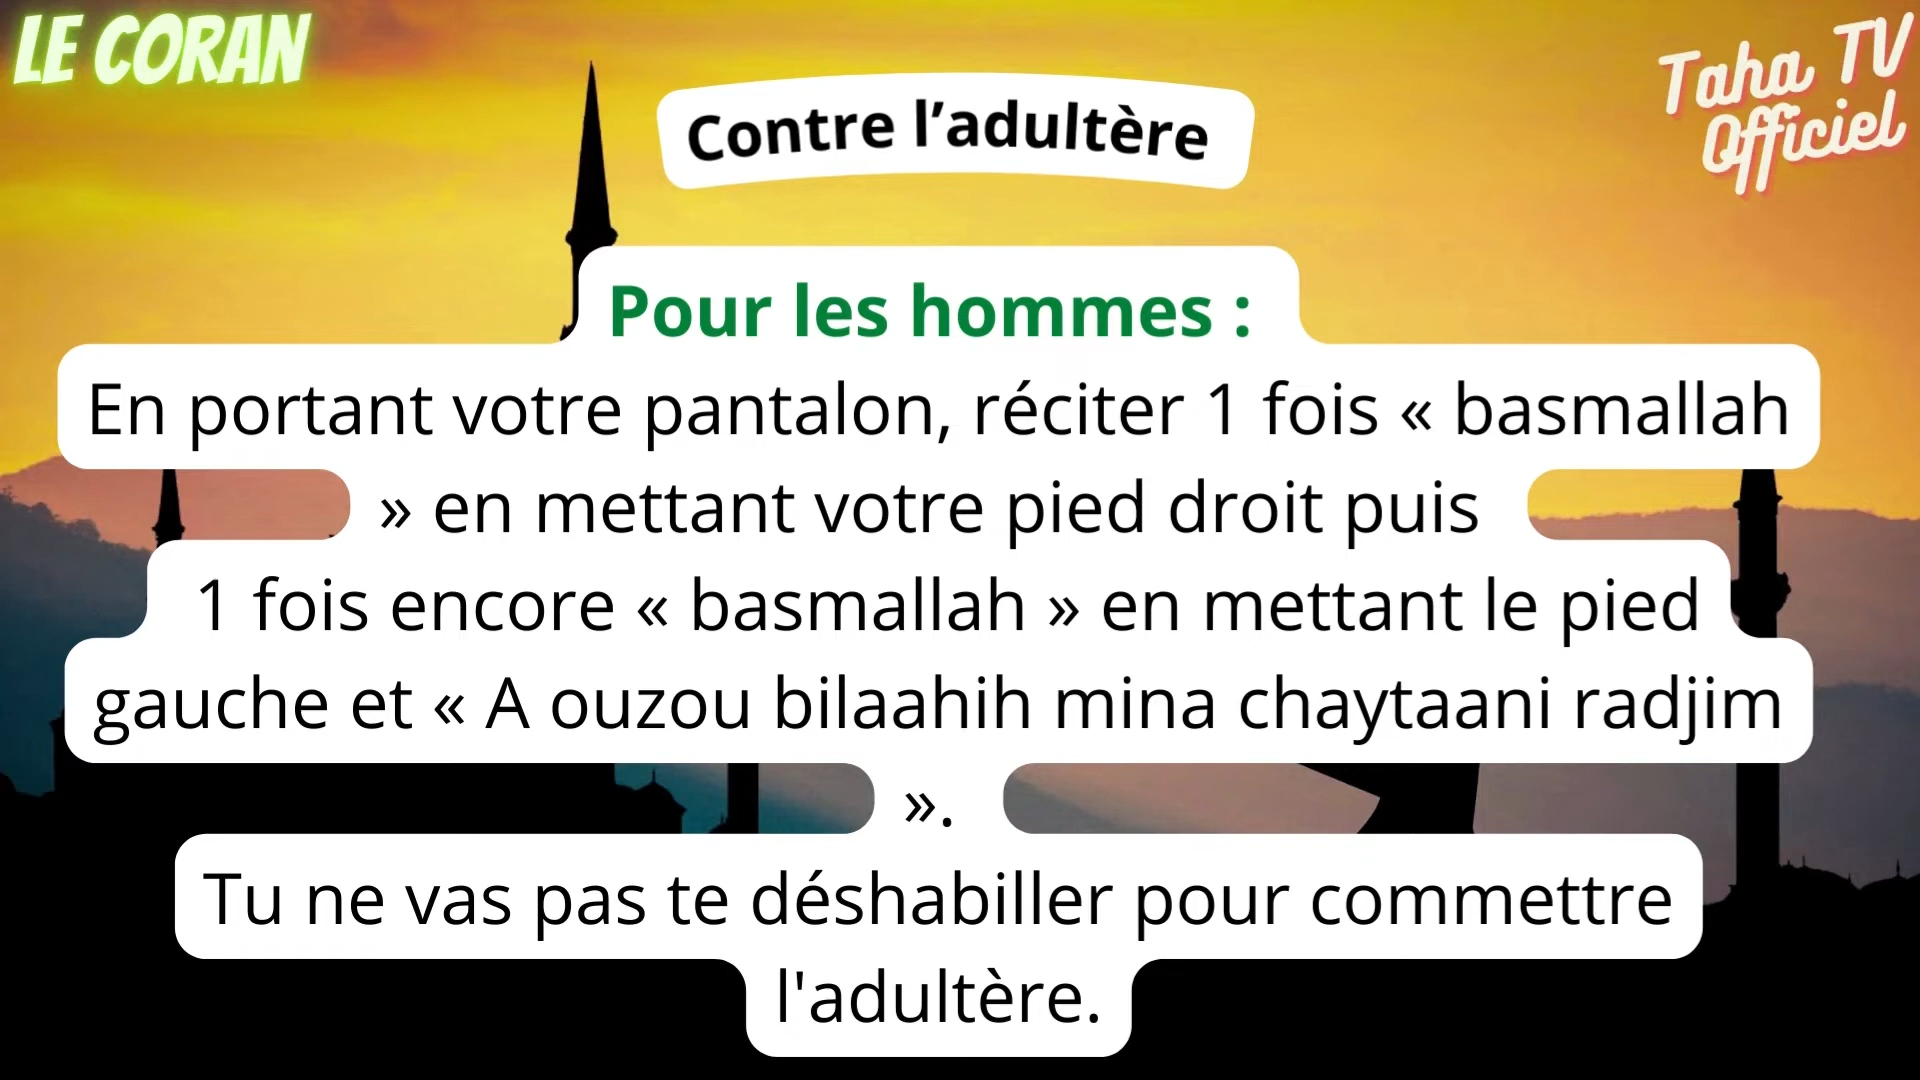 LE CORAN
Taha TV
Officiel
Contre l’adultère
Pour les hommes :
En portant votre pantalon, réciter 1 fois « basmallah
» en mettant votre pied droit puis
1 fois encore « basmallah » en mettant le pied
gauche et « A ouzou bilaahih mina chaytaani radjim
».
Tu ne vas pas te déshabiller pour commettre
l'adultère.